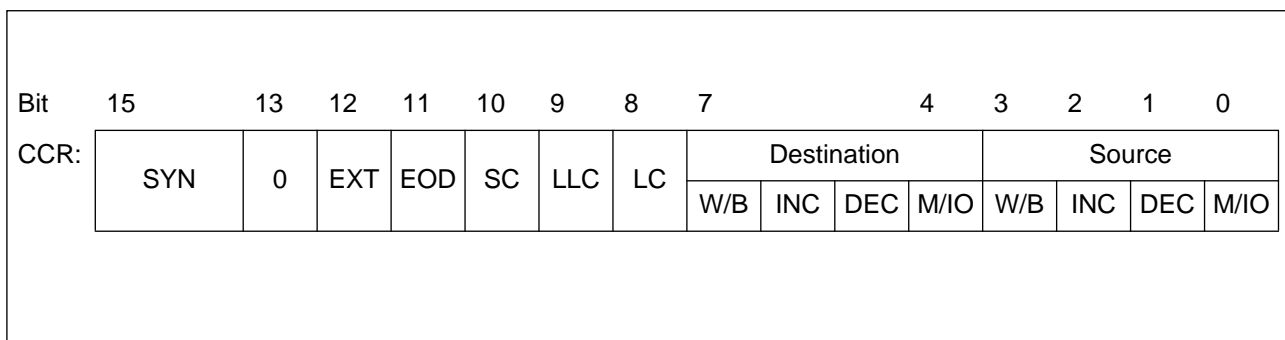 Bit 15 13 12 11 10 9 8 7 4 3 2 1 0
CCR: SYN 0 EXT EOD SC LLC LC Destination Source
W/B INC DEC M/IO W/B INC DEC M/IO